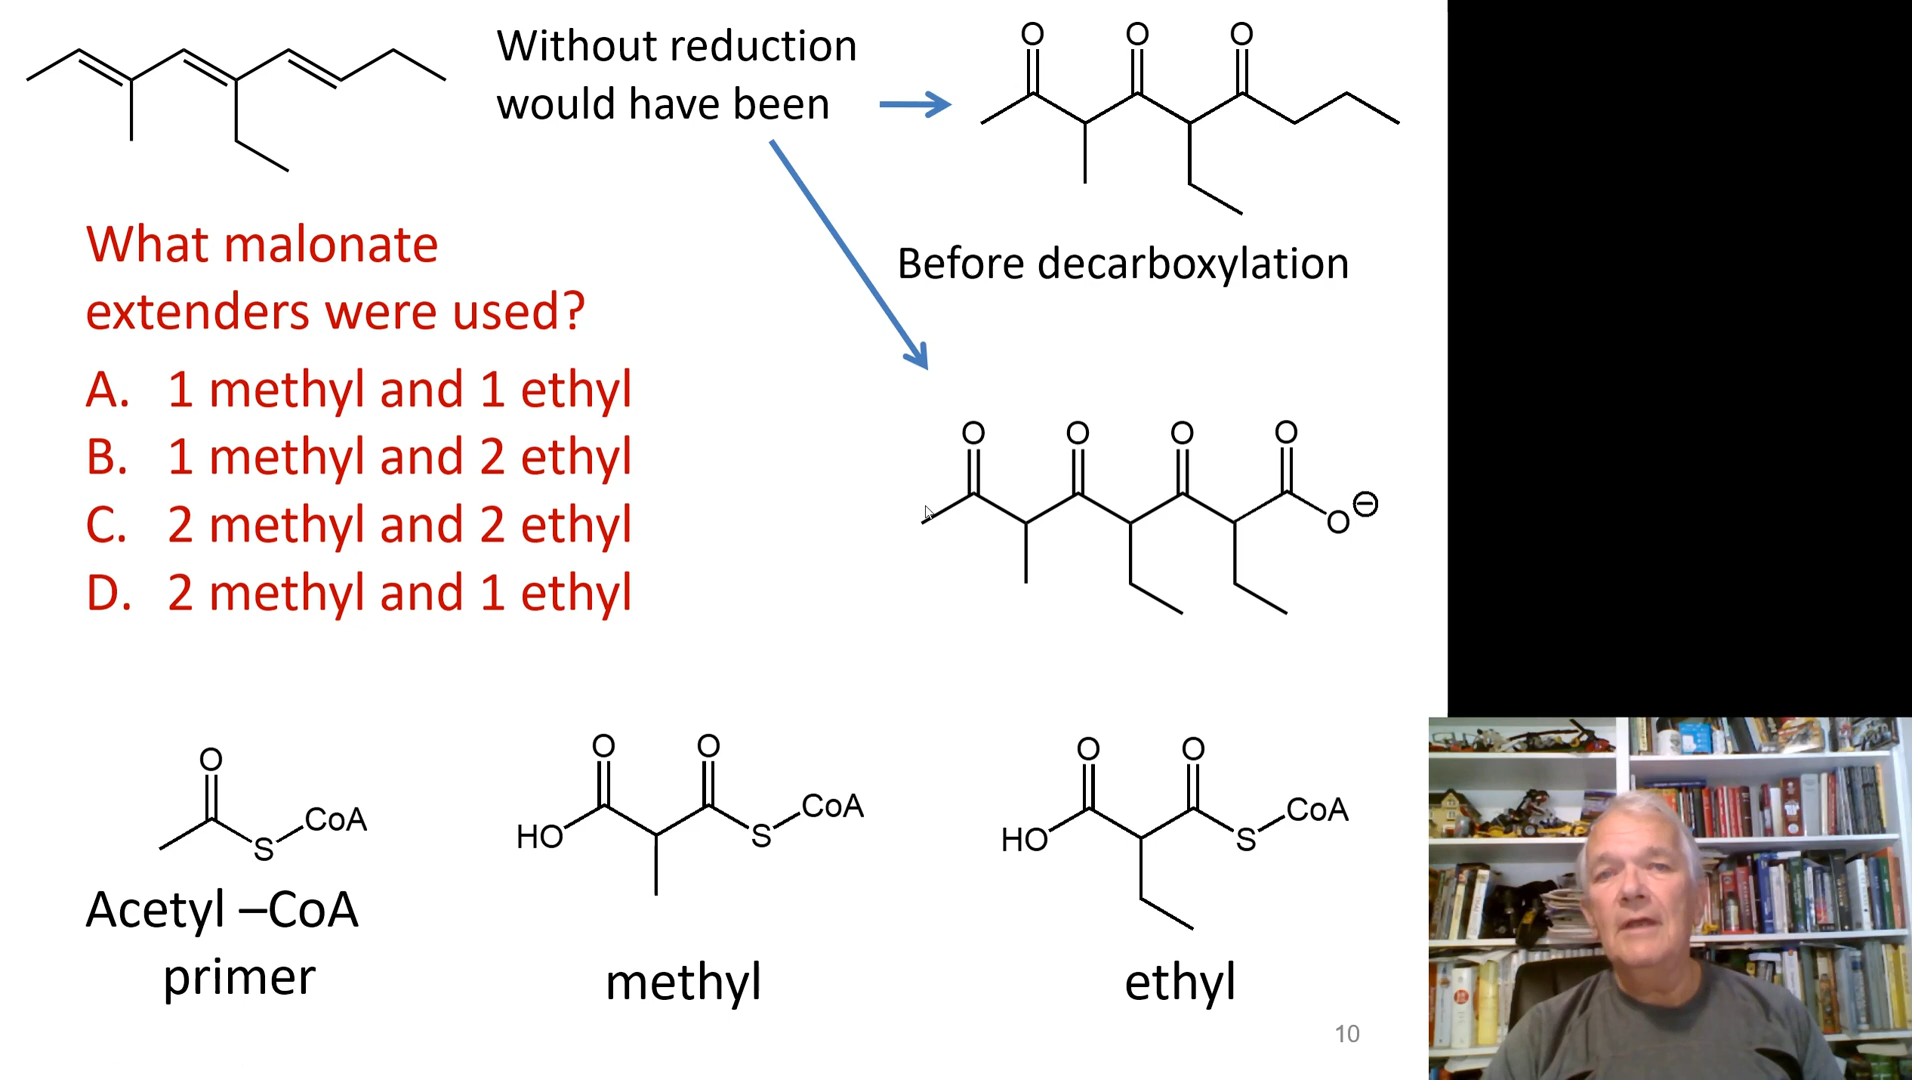 Without reduction
would have been
O O O
Before decarboxylation
What malonate
extenders were used?
A. 1 methyl and 1 ethyl
B. 1 methyl and 2 ethyl
C. 2 methyl and 2 ethyl
D. 2 methyl and 1 ethyl
O O O O
O⊖
O
S CoA
Acetyl –CoA
primer
O O
HO S CoA
methyl
O O
HO S CoA
ethyl
10